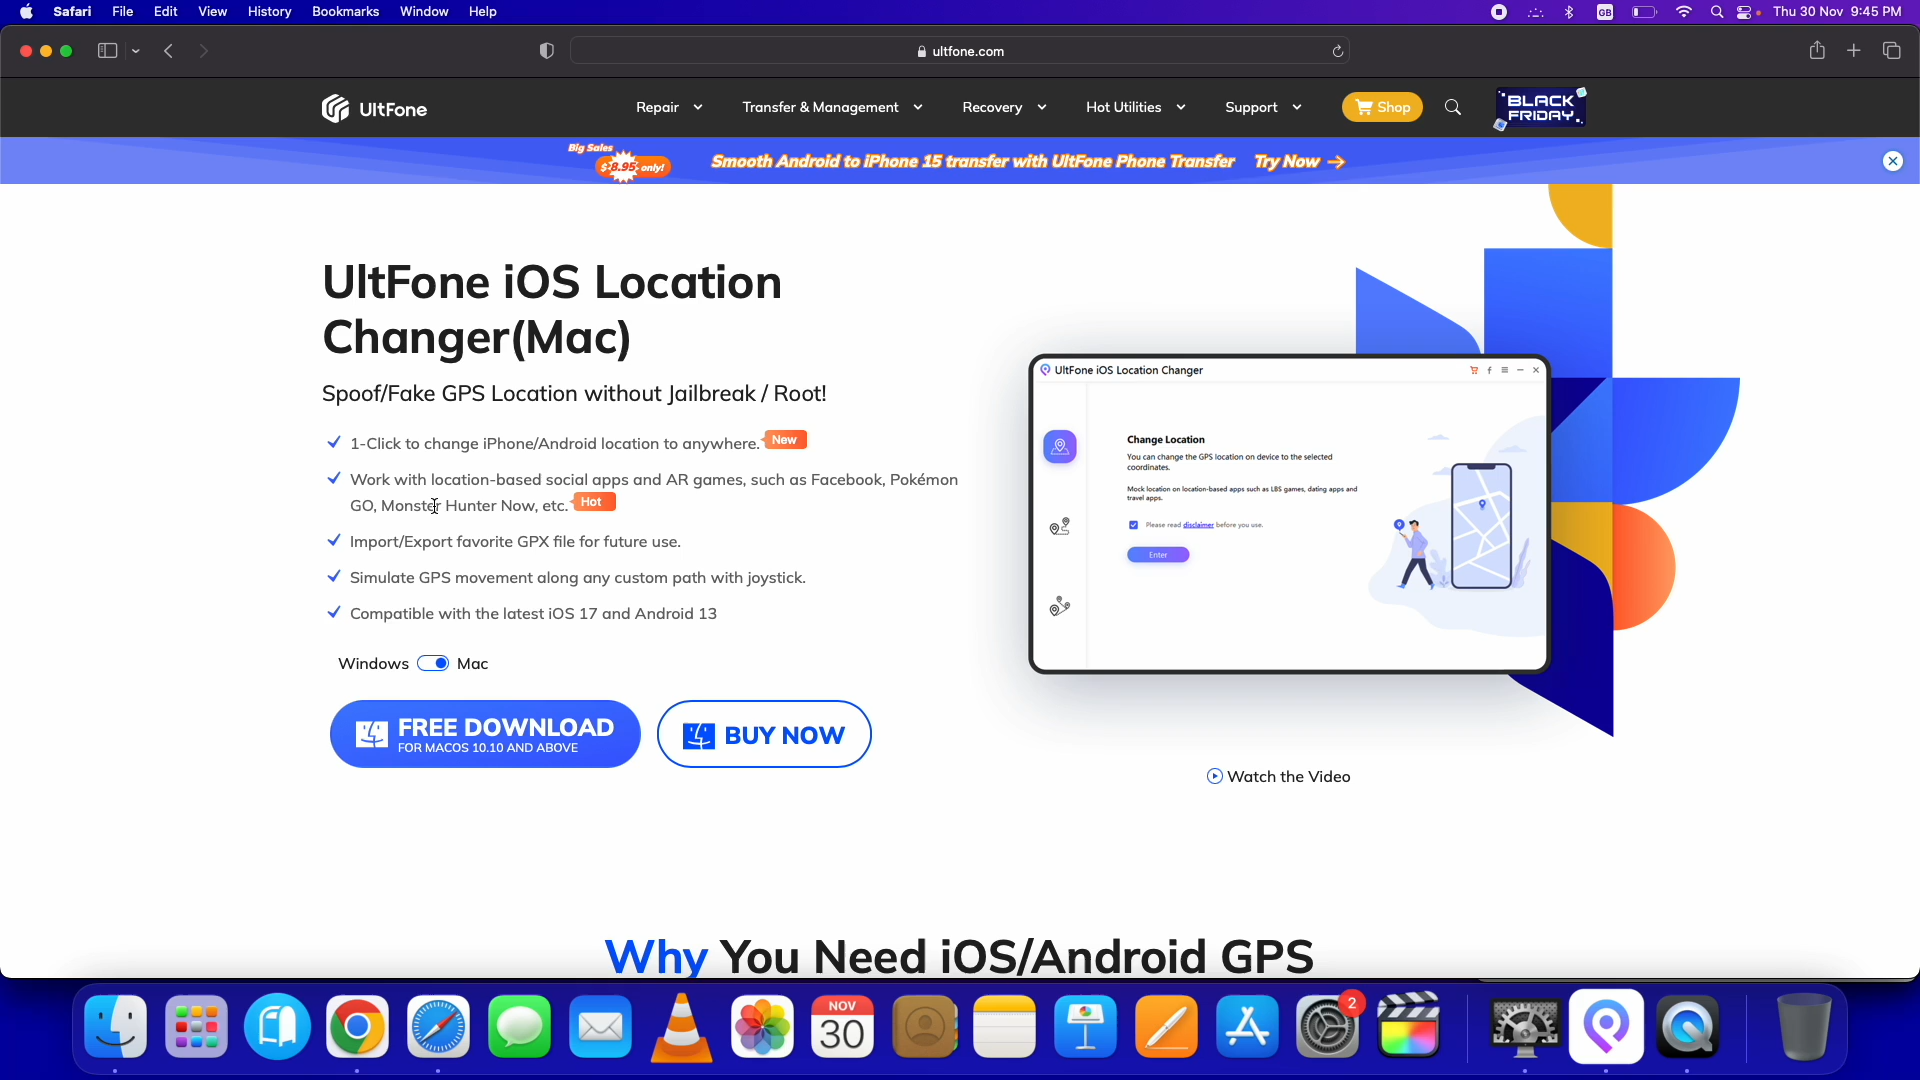 Safari File Edit View History Bookmarks Window Help GB Thu 30 Nov 9:45 PM
ultfone.com
UltFone Repair Transfer & Management Recovery Hot Utilities Support Shop BLACK FRIDAY
Big Sales
$8.95 only!
Smooth Android to iPhone 15 transfer with UltFone Phone Transfer Try Now
UltFone iOS Location
Changer(Mac)
Spoof/Fake GPS Location without Jailbreak / Root!
1-Click to change iPhone/Android location to anywhere. New
Work with location-based social apps and AR games, such as Facebook, Pokémon
GO, Monster Hunter Now, etc. Hot
Import/Export favorite GPX file for future use.
Simulate GPS movement along any custom path with joystick.
Compatible with the latest iOS 17 and Android 13
Windows Mac
FREE DOWNLOAD
FOR MACOS 10.10 AND ABOVE
BUY NOW
UltFone iOS Location Changer
Change Location
You can change the GPS location on device to the selected
coordinates.
Mock location on location-based apps such as LBS games, dating apps and
travel apps.
Please read disclaimer before you use.
Enter
Watch the Video
Why You Need iOS/Android GPS
NOV
30
2